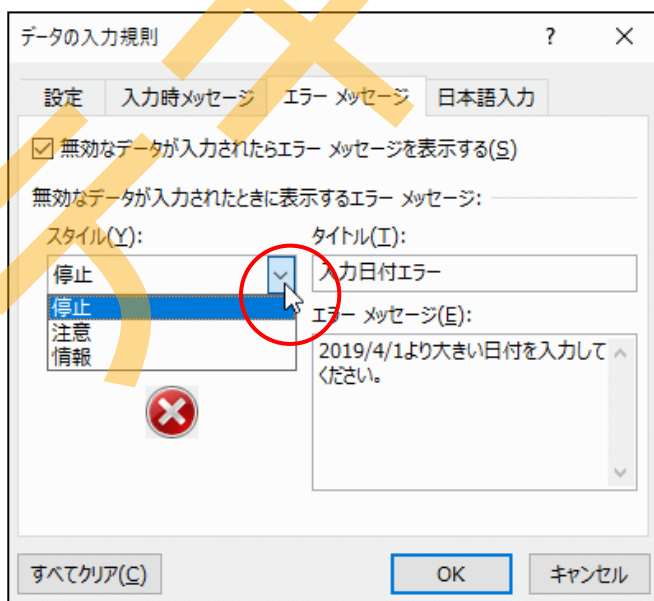 データの入力規則
?
×
設定 入力時メッセージ エラー メッセージ 日本語入力
無効なデータが入力されたらエラー メッセージを表示する(S)
無効なデータが入力されたときに表示するエラー メッセージ:
スタイル(Y):
停止
停止
注意
情報
タイトル(T):
入力日付エラー
エラー メッセージ(E):
2019/4/1より大きい日付を入力して
ください。
すべてクリア(C)
OK
キャンセル